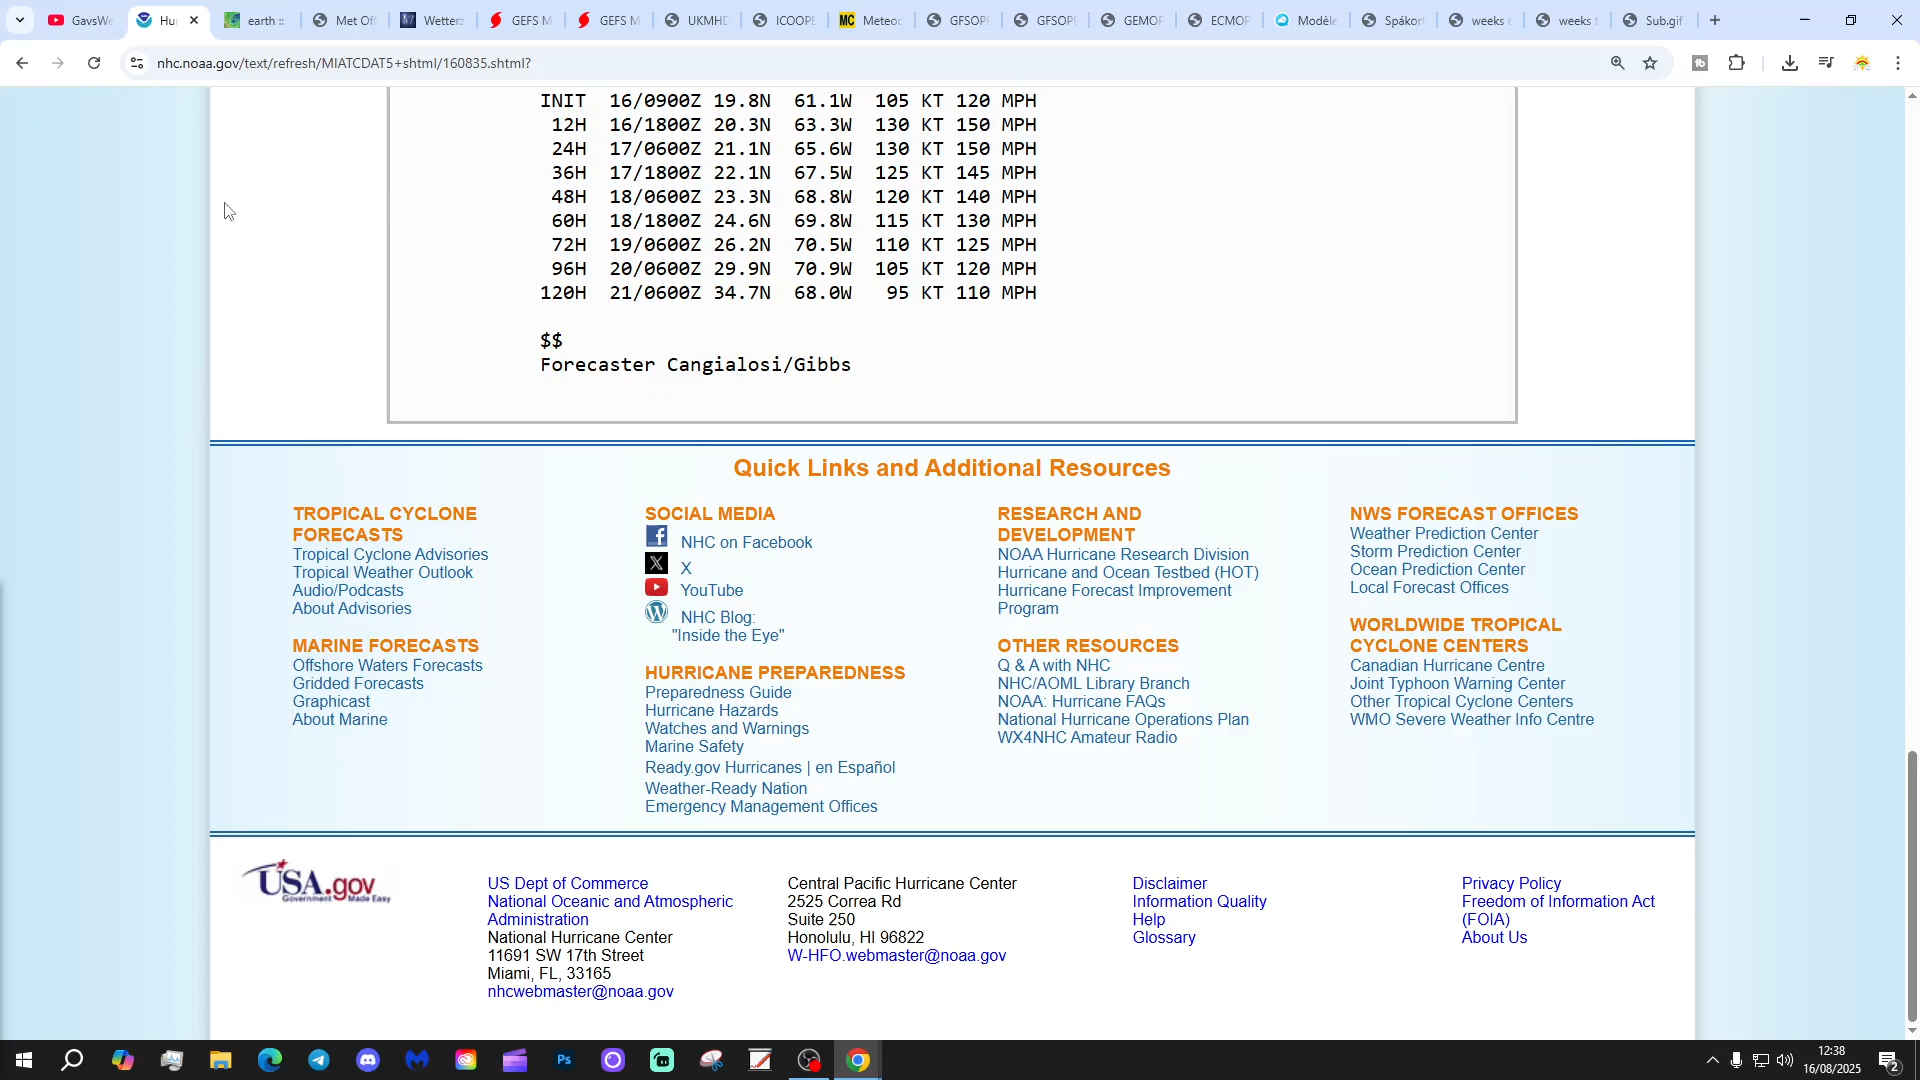 GavsWe
Hu
earth ::
Met Off
Wetterz
GEFS M
GEFS M
UKMHD
ICOOPE
MC Meteoc
GFSOPE
GFSOPE
GEMOP
ECMOP
Modèle
Spákort
weeks c
weeks t
Sub.gif
nhc.noaa.gov/text/refresh/MIATCDAT5+shtml/160835.shtml?
INIT 16/0900Z 19.8N 61.1W 105 KT 120 MPH
12H 16/1800Z 20.3N 63.3W 130 KT 150 MPH
24H 17/0600Z 21.1N 65.6W 130 KT 150 MPH
36H 17/1800Z 22.1N 67.5W 125 KT 145 MPH
48H 18/0600Z 23.3N 68.8W 120 KT 140 MPH
60H 18/1800Z 24.6N 69.8W 115 KT 130 MPH
72H 19/0600Z 26.2N 70.5W 110 KT 125 MPH
96H 20/0600Z 29.9N 70.9W 105 KT 120 MPH
120H 21/0600Z 34.7N 68.0W 95 KT 110 MPH
$$
Forecaster Cangialosi/Gibbs
Quick Links and Additional Resources
TROPICAL CYCLONE
FORECASTS
Tropical Cyclone Advisories
Tropical Weather Outlook
Audio/Podcasts
About Advisories
MARINE FORECASTS
Offshore Waters Forecasts
Gridded Forecasts
Graphicast
About Marine
SOCIAL MEDIA
NHC on Facebook
X
YouTube
NHC Blog:
"Inside the Eye"
HURRICANE PREPAREDNESS
Preparedness Guide
Hurricane Hazards
Watches and Warnings
Marine Safety
Ready.gov Hurricanes | en Español
Weather-Ready Nation
Emergency Management Offices
RESEARCH AND
DEVELOPMENT
NOAA Hurricane Research Division
Hurricane and Ocean Testbed (HOT)
Hurricane Forecast Improvement
Program
OTHER RESOURCES
Q & A with NHC
NHC/AOML Library Branch
NOAA: Hurricane FAQs
National Hurricane Operations Plan
WX4NHC Amateur Radio
NWS FORECAST OFFICES
Weather Prediction Center
Storm Prediction Center
Ocean Prediction Center
Local Forecast Offices
WORLDWIDE TROPICAL
CYCLONE CENTERS
Canadian Hurricane Centre
Joint Typhoon Warning Center
Other Tropical Cyclone Centers
WMO Severe Weather Info Centre
USA.gov
Government Made Easy
US Dept of Commerce
National Oceanic and Atmospheric
Administration
National Hurricane Center
11691 SW 17th Street
Miami, FL, 33165
nhcwebmaster@noaa.gov
Central Pacific Hurricane Center
2525 Correa Rd
Suite 250
Honolulu, HI 96822
W-HFO.webmaster@noaa.gov
Disclaimer
Information Quality
Help
Glossary
Privacy Policy
Freedom of Information Act
(FOIA)
About Us
Ps
12:38
16/08/2025
2